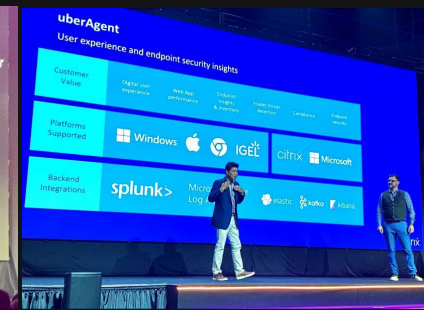 uberAgent
User experience and endpoint security insights
Customer
Value
Digital user
experience
Web App
performance
Endpoint
insights
& inventory
Insider threat
detection
Compliance
Endpoint
security
Platforms
Supported
Windows
IGEL
citrix
Microsoft
Backend
Integrations
splunk>
Micro
Log A
elastic
kafka
kibana
rix